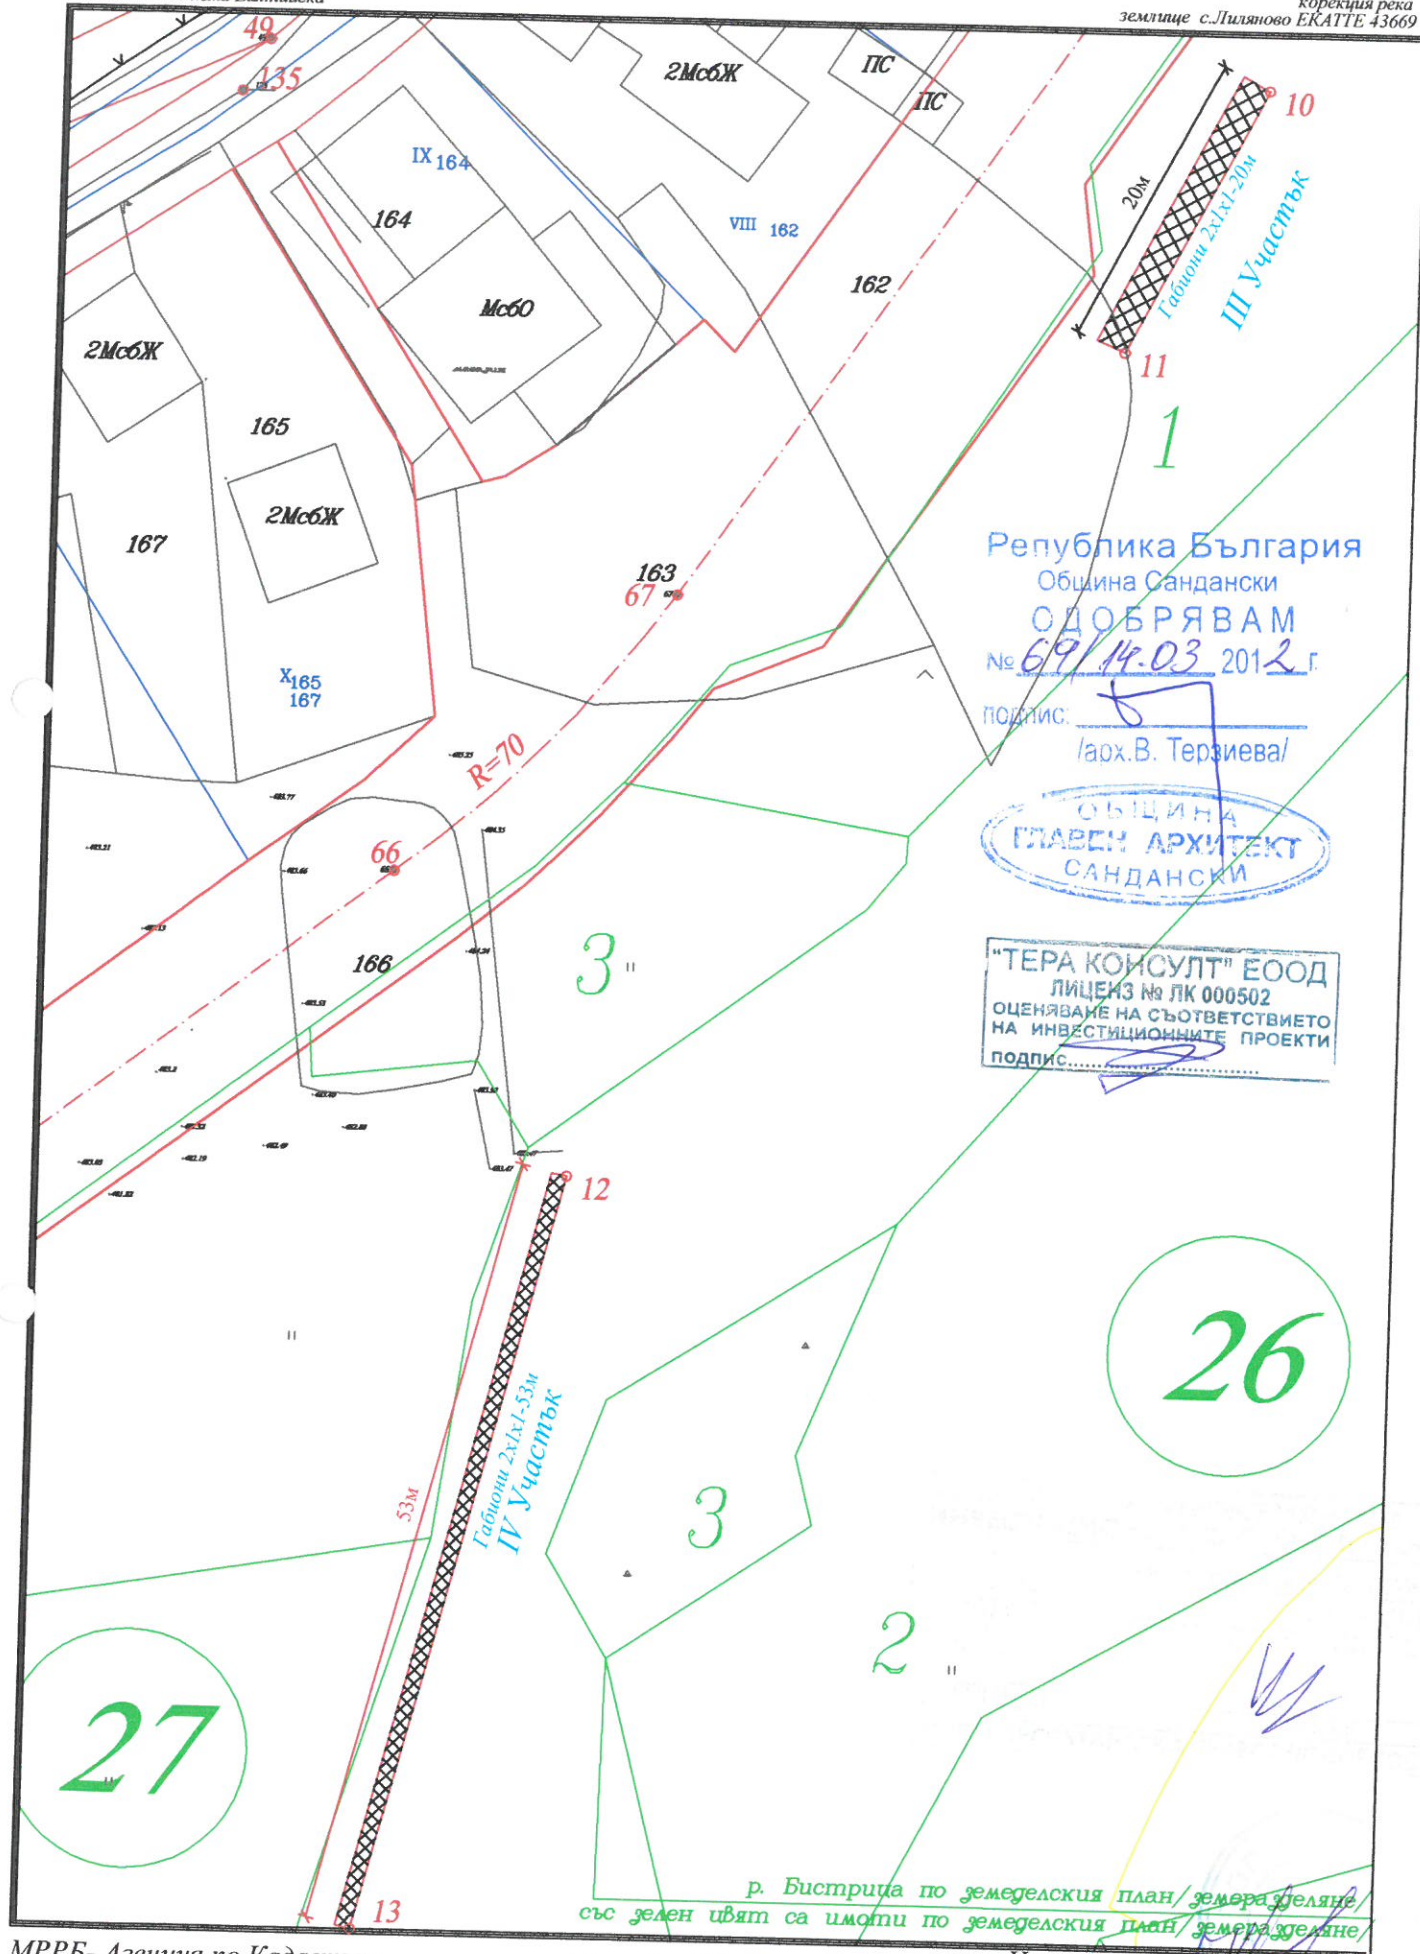 корекция река
землище с.Лиляново ЕКАТТЕ 43669
49
135
2МсбЖ
ПС
ПС
10
IX 164
164
VIII 162
20м
Габиони 2x1x1-20м
III Участък
162
МсбО
2МсбЖ
11
165
1
2МсбЖ
167
163
67
Република България
Община Сандански
ОДОБРЯВАМ
№ 69/14.03 2012 г.
подпис:
/арх.В. Терзиева/
X 165
167
R=70
ОБЩИНА
ГЛАВЕН АРХИТЕКТ
САНДАНСКИ
66
166
3
"ТЕРА КОНСУЛТ" ЕООД
ЛИЦЕНЗ № ЛК 000502
ОЦЕНЯВАНЕ НА СЪОТВЕТСТВИЕТО
НА ИНВЕСТИЦИОННИТЕ ПРОЕКТИ
подпис
12
26
Габиони 2x1x1-53м
IV Участък
53м
3
2
27
13
р. Бистрица по земеделския план/земеразделяне/
със зелен цвят са имоти по земеделския план/земеразделяне/